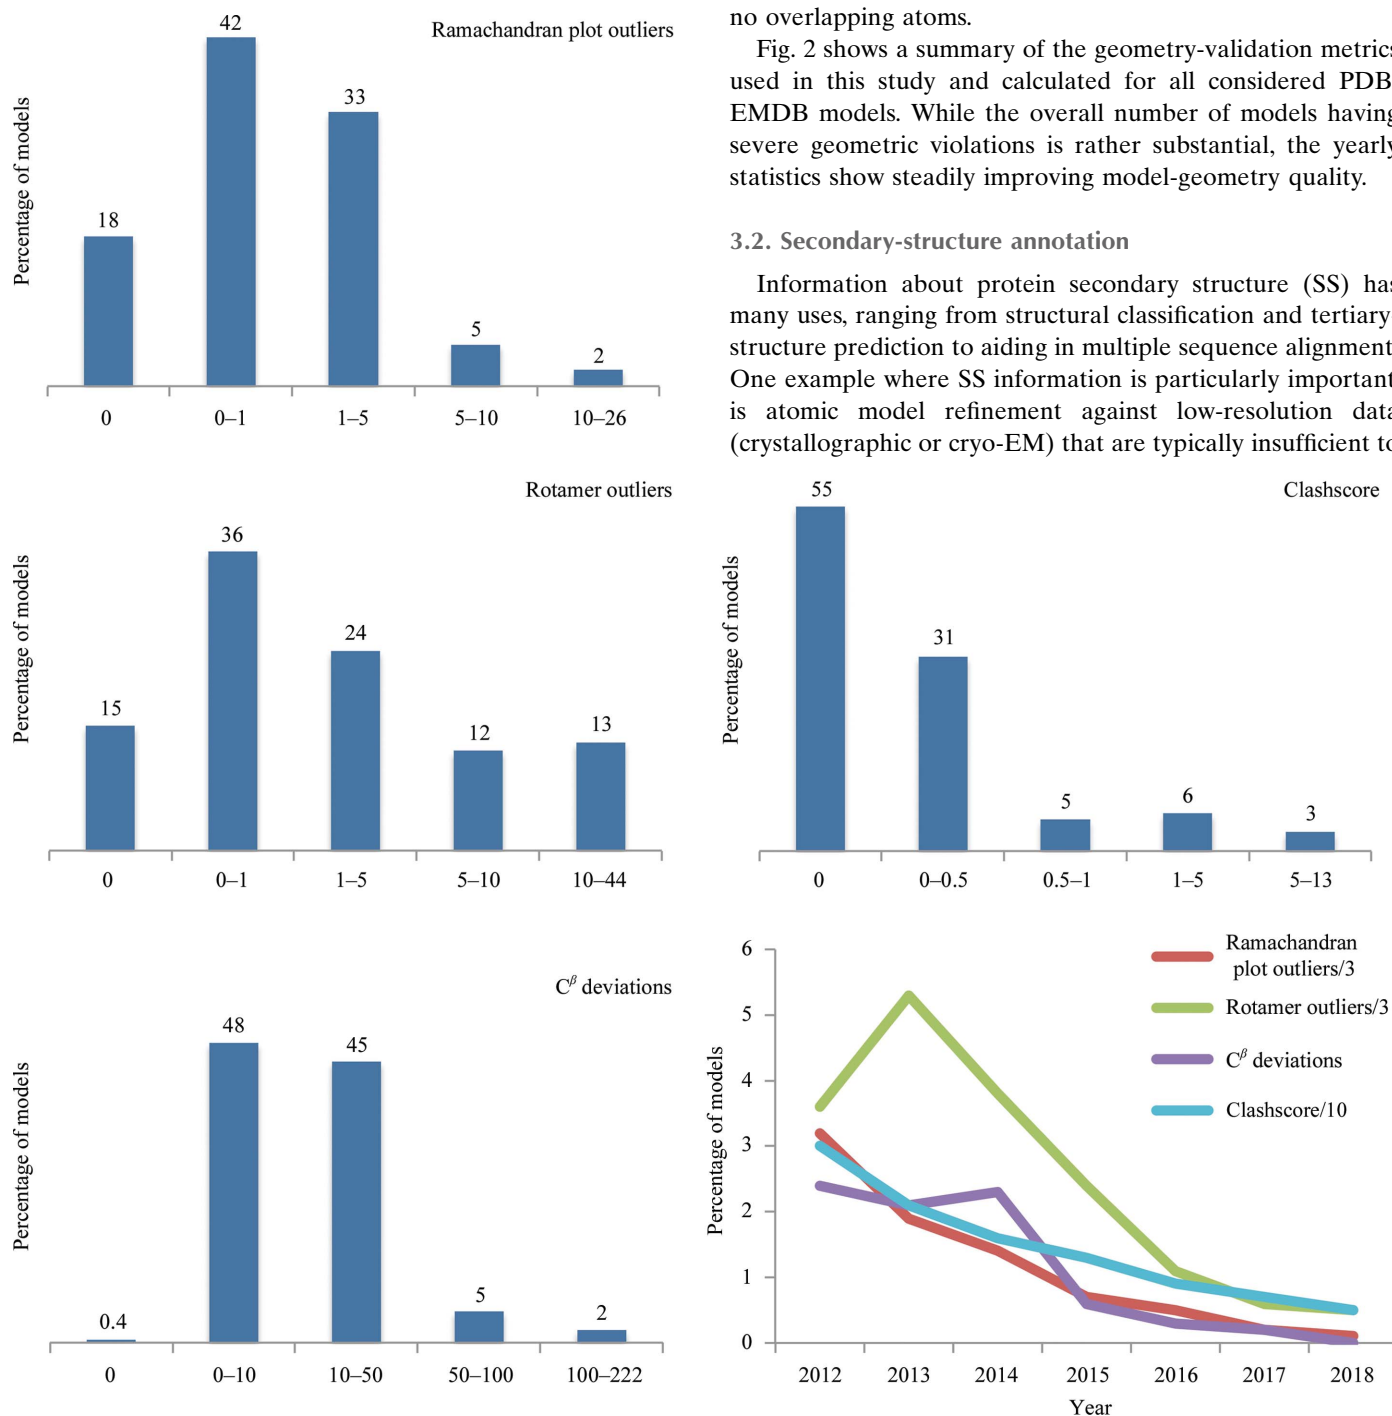 Ramachandran plot outliers
Percentage of models
42
33
18
5
2
0 0–1 1–5 5–10 10–26
no overlapping atoms.
Fig. 2 shows a summary of the geometry-validation metrics
used in this study and calculated for all considered PDB
EMDB models. While the overall number of models having
severe geometric violations is rather substantial, the yearly
statistics show steadily improving model-geometry quality.
3.2. Secondary-structure annotation
Information about protein secondary structure (SS) has
many uses, ranging from structural classification and tertiary-
structure prediction to aiding in multiple sequence alignment
One example where SS information is particularly important
is atomic model refinement against low-resolution data
(crystallographic or cryo-EM) that are typically insufficient to
Rotamer outliers
Percentage of models
36
24
15
12
13
0 0–1 1–5 5–10 10–44
Clashscore
Percentage of models
55
31
5
6
3
0 0–0.5 0.5–1 1–5 5–13
C^β deviations
Percentage of models
0.4
48
45
5
2
0 0–10 10–50 50–100 100–222
Percentage of models
6
5
4
3
2
1
0
Ramachandran
plot outliers/3
Rotamer outliers/3
C^β deviations
Clashscore/10
2012 2013 2014 2015 2016 2017 2018
Year